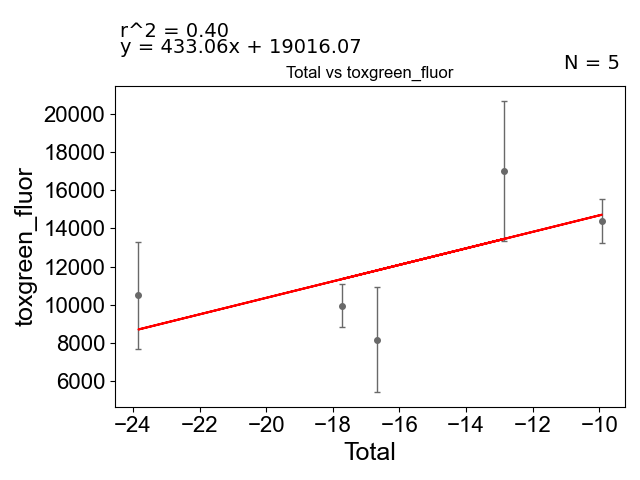 r^2 = 0.40
y = 433.06x + 19016.07
N = 5
Total vs toxgreen_fluor
20000
18000
16000
14000
12000
10000
8000
6000
toxgreen_fluor
−24 −22 −20 −18 −16 −14 −12 −10
Total